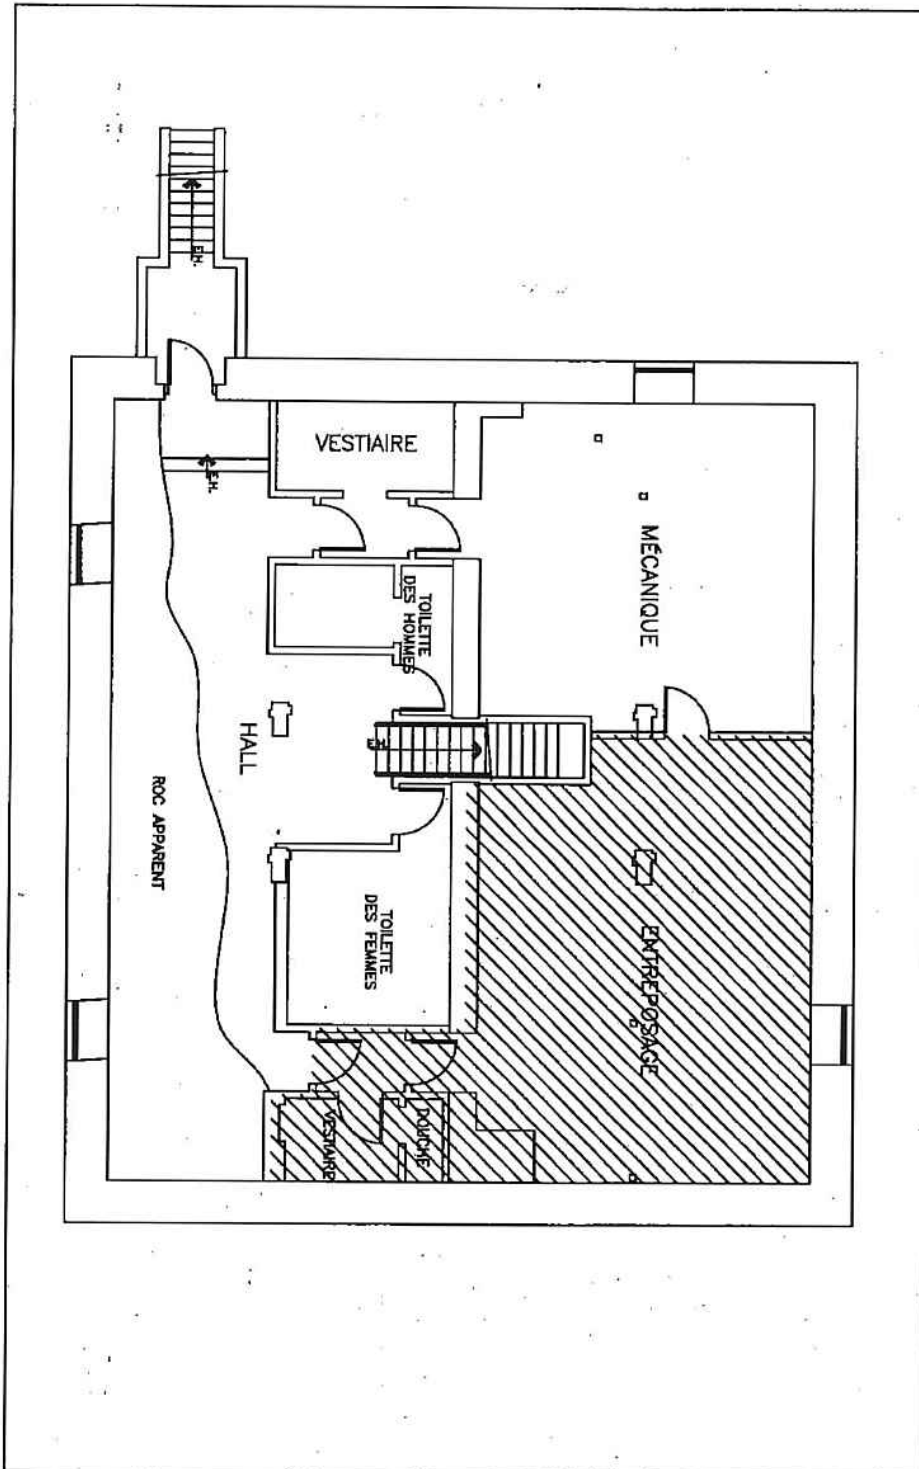 E.H.
VESTIAIRE
E.H.
MÉCANIQUE
TOILETTE
DES HOMMES
HALL
E.H.
ROC APPARENT
TOILETTE
DES FEMMES
ENTREPOSAGE
DOUCHE
VESTIAIRE